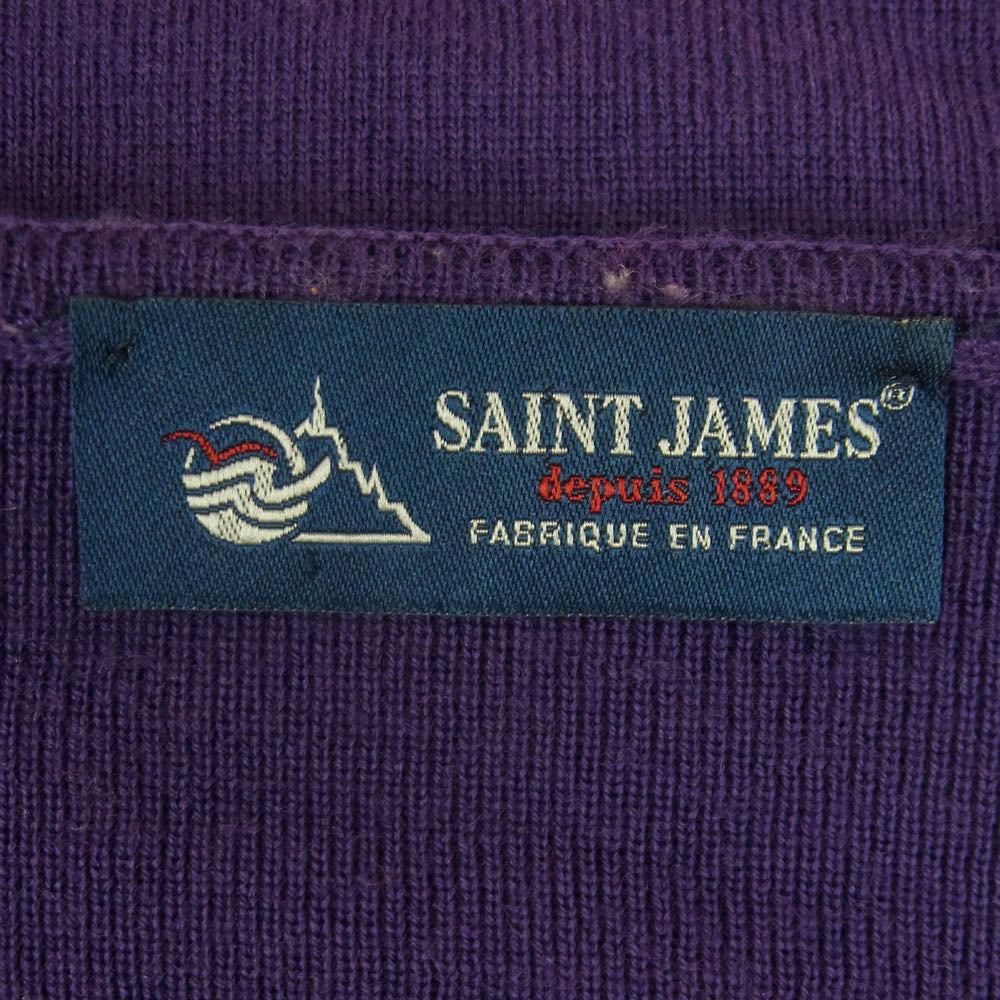 SAINT JAMES®
depuis 1889
FABRIQUE EN FRANCE